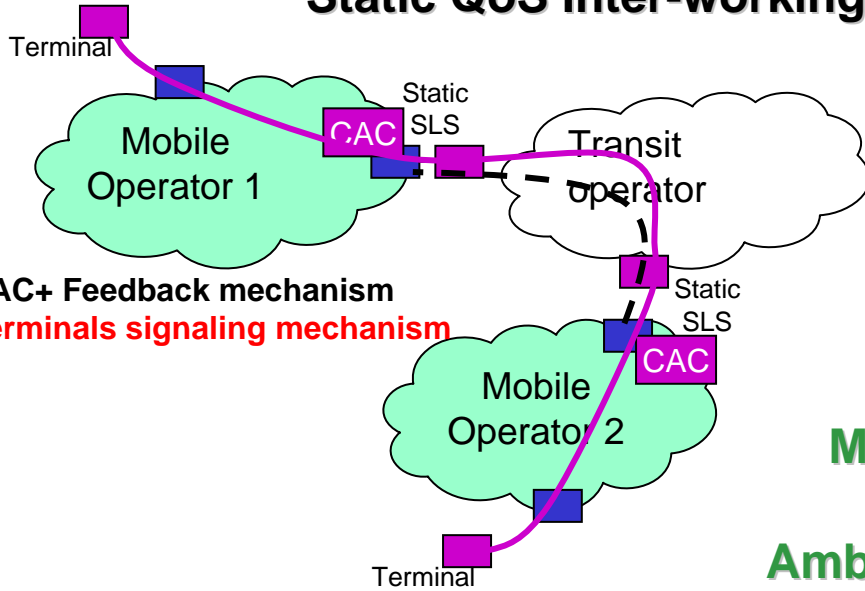 Static QoS inter-working
Terminal
Static
SLS
CAC
Mobile
Operator 1
Transit
operator
AC+ Feedback mechanism
erminals signaling mechanism
Static
SLS
CAC
Mobile
Operator 2
M
Amb
Terminal